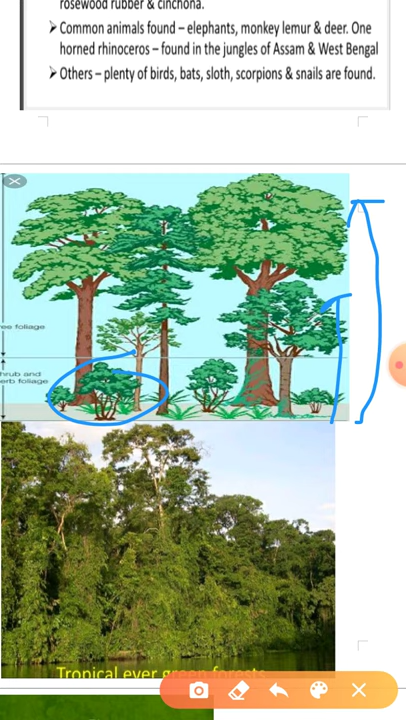 rosewood rubber & cinchona.
➢ Common animals found – elephants, monkey lemur & deer. One
horned rhinoceros – found in the jungles of Assam & West Bengal
➢ Others – plenty of birds, bats, sloth, scorpions & snails are found.
ee foliage
hrub and
erb foliage
Tropical ever green forests